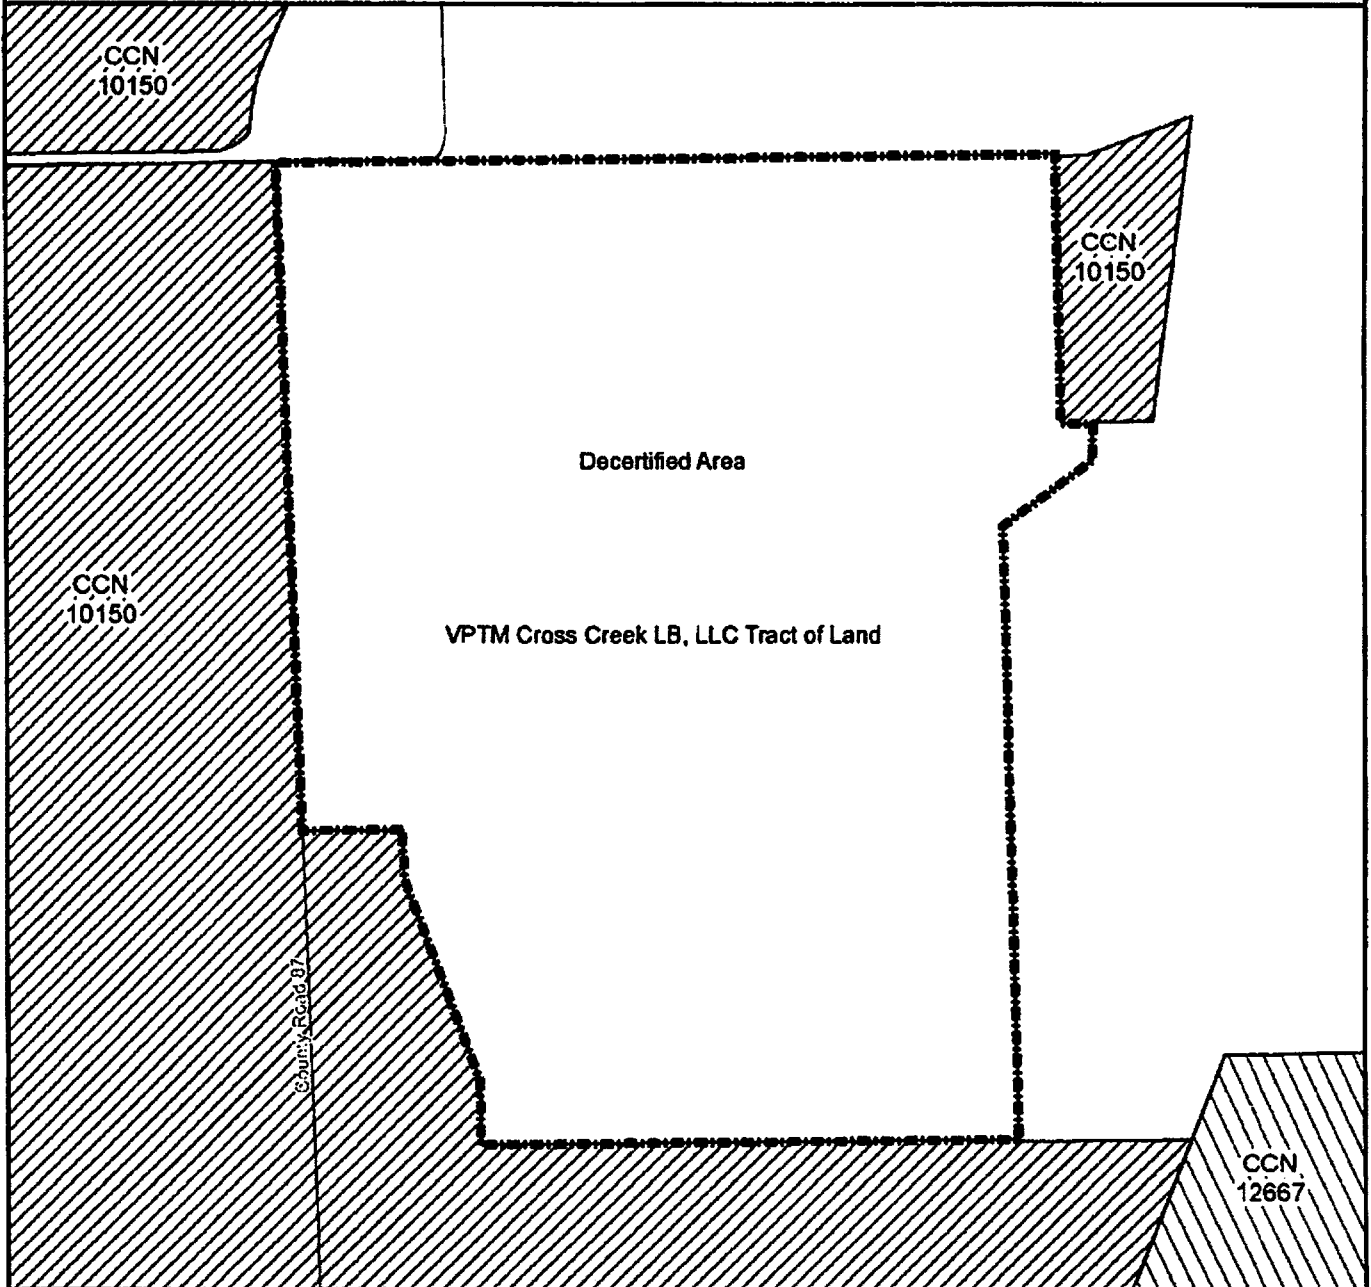 CCN
10150
CCN
10150
Decertified Area
CCN
10150
VPTM Cross Creek LB, LLC Tract of Land
County Road 87
CCN
12667